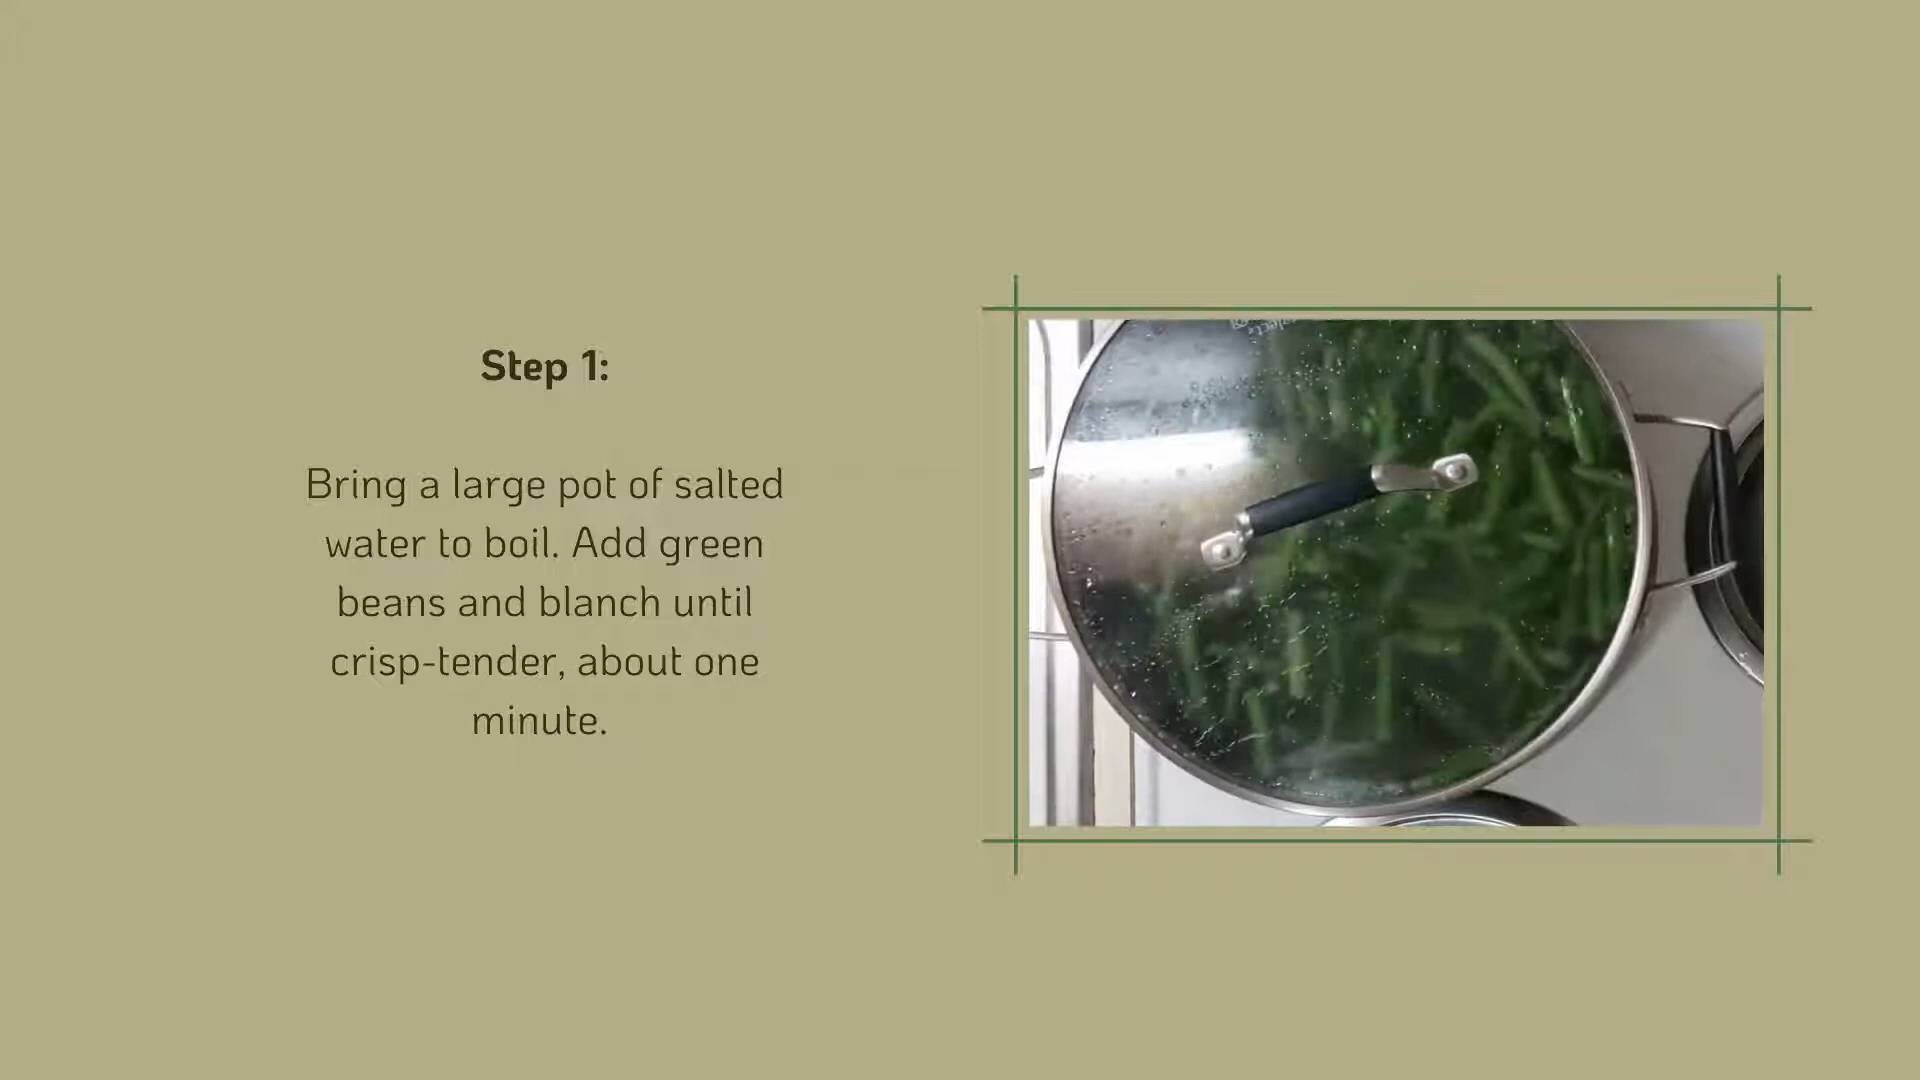 Step 1:
Bring a large pot of salted
water to boil. Add green
beans and blanch until
crisp-tender, about one
minute.